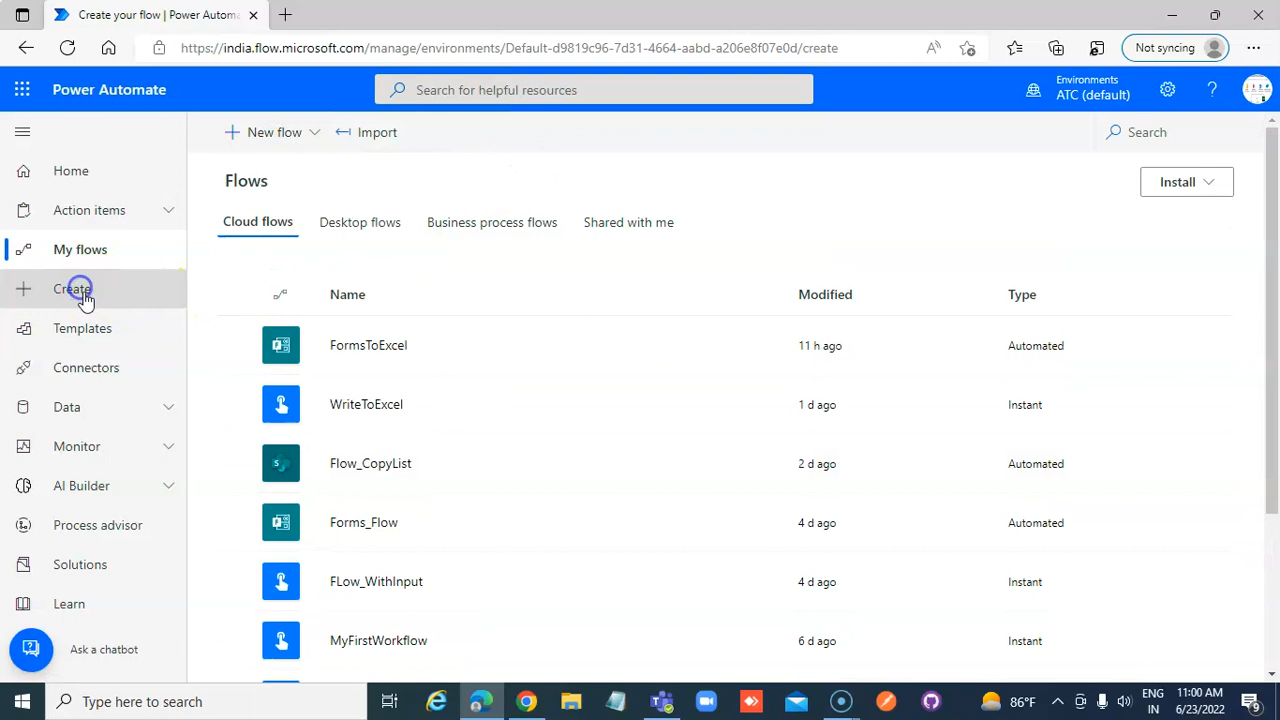 Create your flow | Power Automa
https://india.flow.microsoft.com/manage/environments/Default-d9819c96-7d31-4664-aabd-a206e8f07e0d/create
Not syncing
Power Automate
Search for helpful resources
Environments
ATC (default)
New flow
Import
Search
Home
Action items
My flows
Create
Templates
Connectors
Data
Monitor
AI Builder
Process advisor
Solutions
Learn
Ask a chatbot
Flows
Install
Cloud flows Desktop flows Business process flows Shared with me
Name Modified Type
FormsToExcel 11 h ago Automated
WriteToExcel 1 d ago Instant
Flow_CopyList 2 d ago Automated
Forms_Flow 4 d ago Automated
FLow_WithInput 4 d ago Instant
MyFirstWorkflow 6 d ago Instant
Type here to search
86°F
ENG
IN
11:00 AM
6/23/2022
9